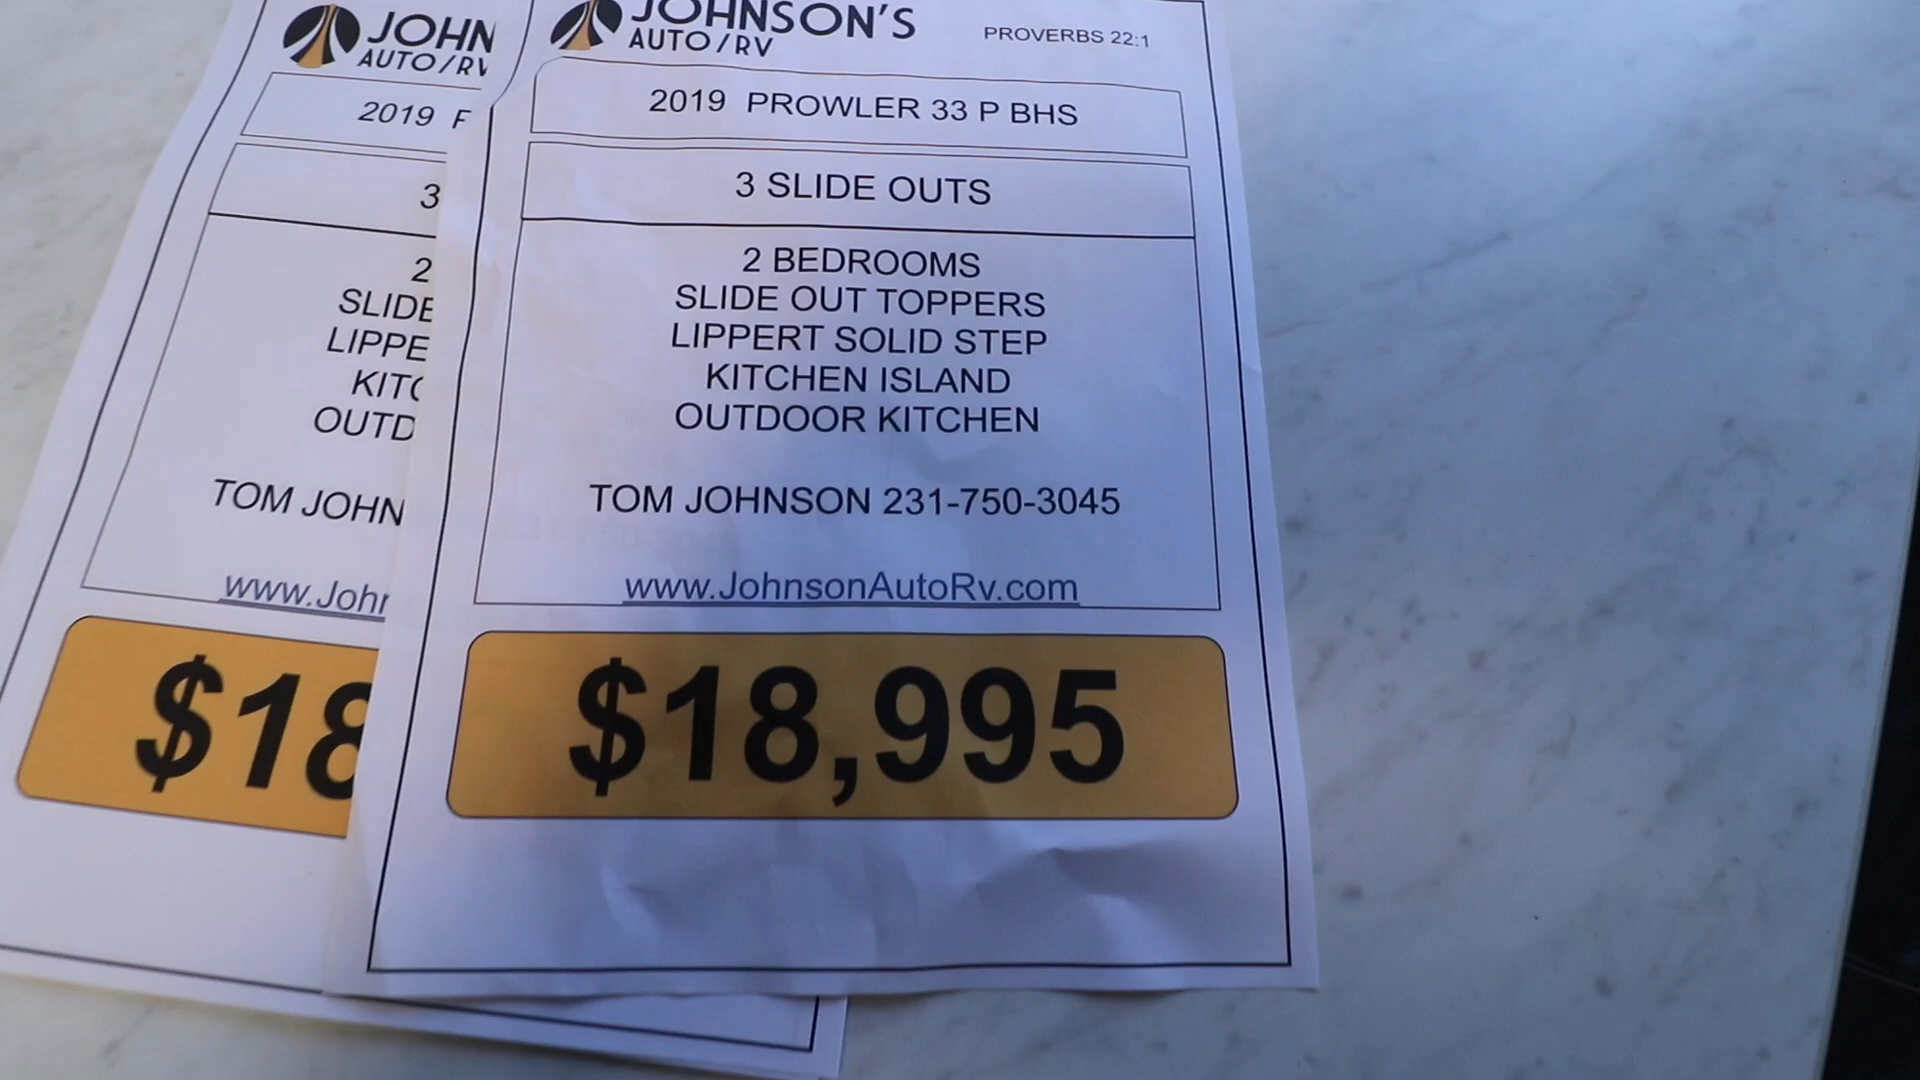 JOHN
AUTO/RV
2019
3
2
SLIDE
LIPPE
KITC
OUTD
TOM JOHN
www.John
$18
JOHNSON'S
AUTO/RV
PROVERBS 22:1
2019 PROWLER 33 P BHS
3 SLIDE OUTS
2 BEDROOMS
SLIDE OUT TOPPERS
LIPPERT SOLID STEP
KITCHEN ISLAND
OUTDOOR KITCHEN
TOM JOHNSON 231-750-3045
www.JohnsonAutoRv.com
$18,995